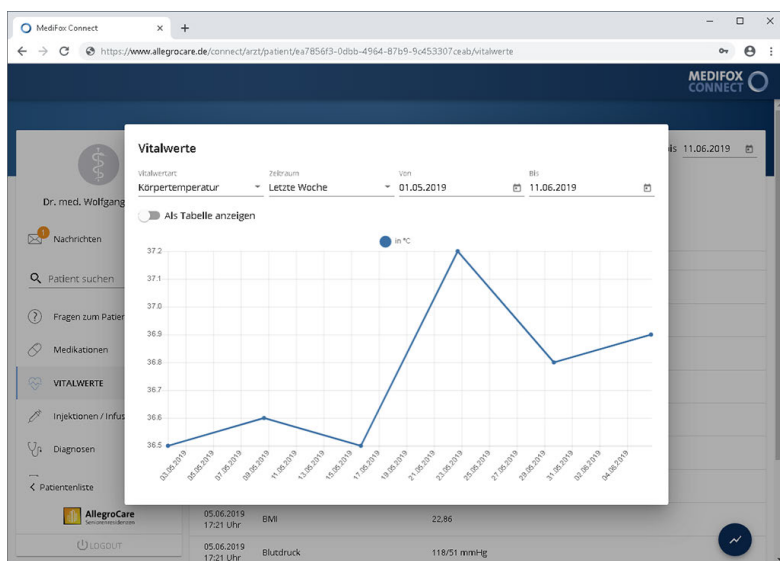 MediFox Connect
https://www.allegrocare.de/connect/arzt/patient/ea7856f3-0dbb-4964-87b9-9c453307ceab/vitalwerte
MEDIFOX
CONNECT
Vitalwerte
bis 11.06.2019
Vitalwertart Zeitraum Von Bis
Körpertemperatur Letzte Woche 01.05.2019 11.06.2019
Dr. med. Wolfgang
Als Tabelle anzeigen
1
Nachrichten
in °C
Patient suchen
Fragen zum Patien
Medikationen
VITALWERTE
Injektionen / Infus
Diagnosen
Patientenliste
37.2
37.1
37.0
36.9
36.8
36.7
36.6
36.5
03.05.2019 05.05.2019 07.05.2019 09.05.2019 11.05.2019 13.05.2019 15.05.2019 17.05.2019 19.05.2019 21.05.2019 23.05.2019 25.05.2019 27.05.2019 29.05.2019 31.05.2019 02.06.2019 04.06.2019
AllegroCare
Seniorenresidenzen
LOGOUT
05.06.2019
17:21 Uhr BMI 22,86
05.06.2019
17:21 Uhr Blutdruck 118/51 mmHg